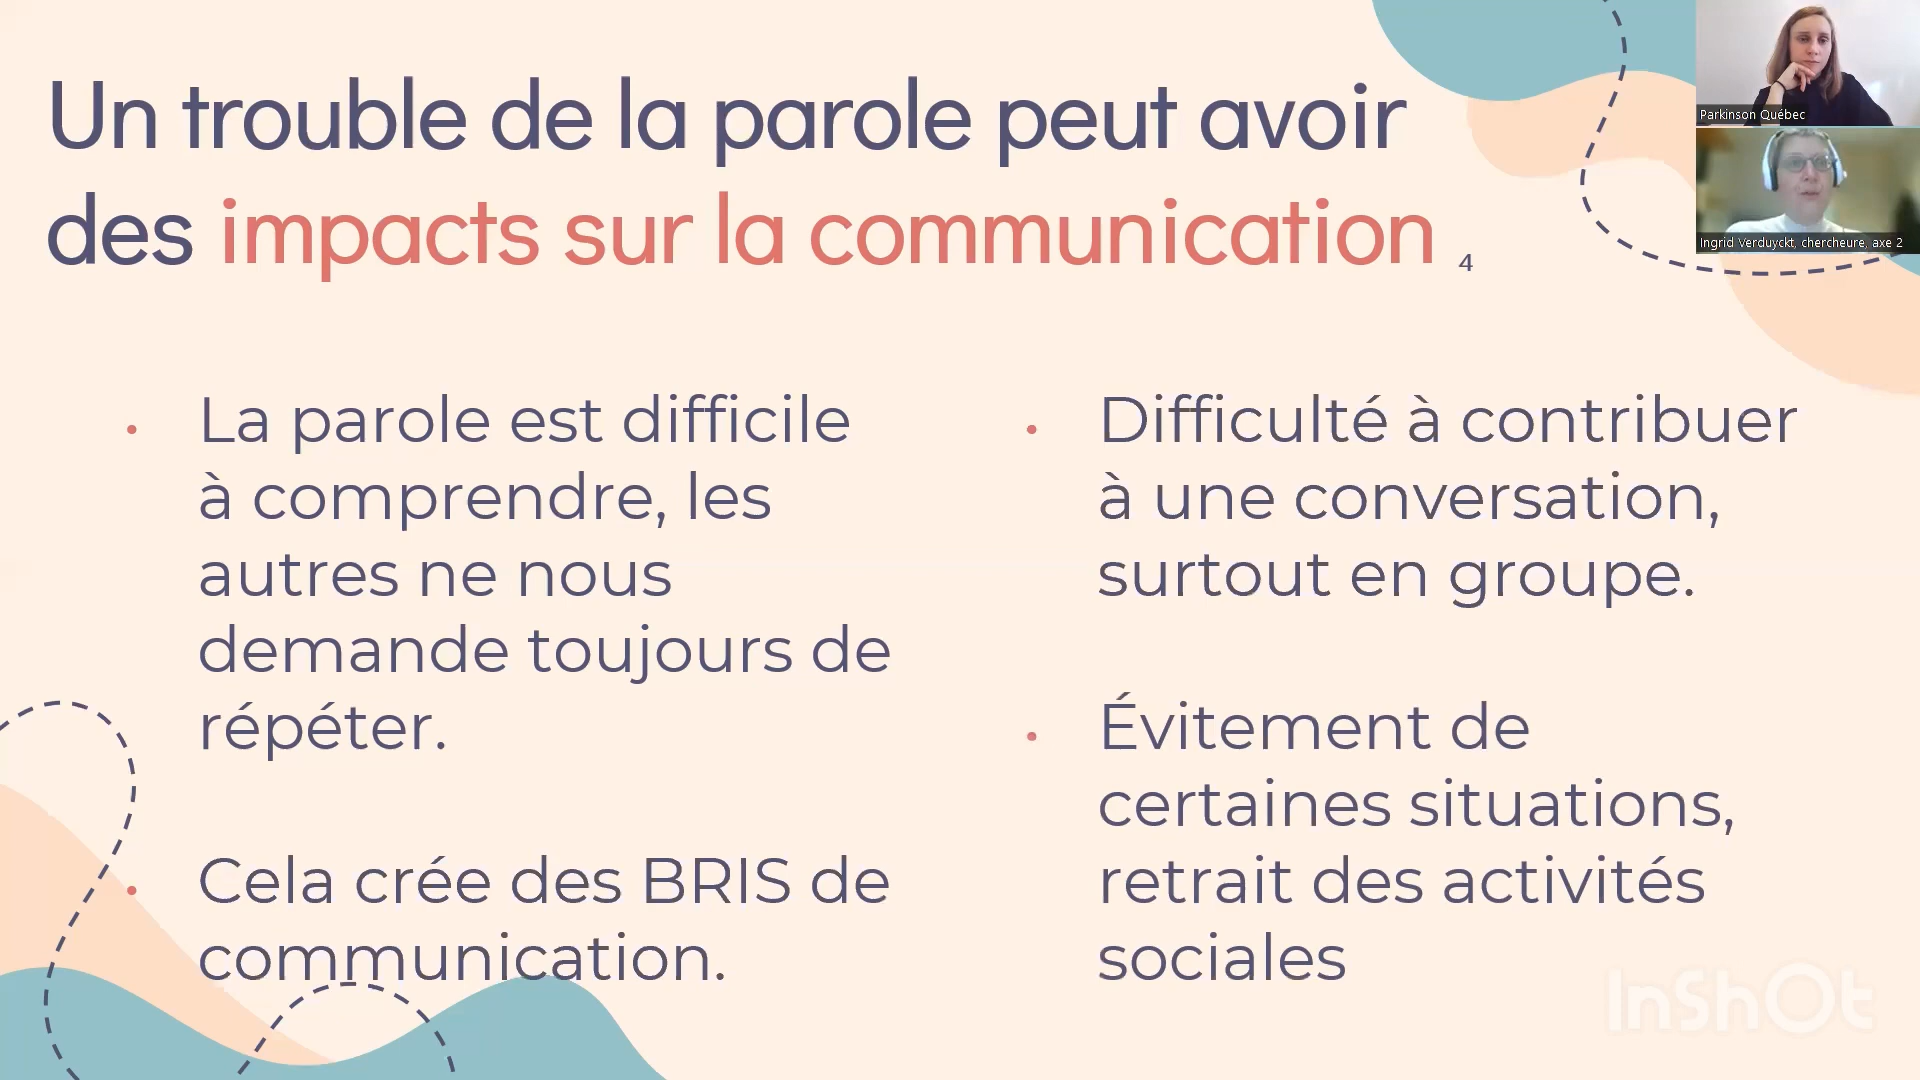 Un trouble de la parole peut avoir
des impacts sur la communication 4
La parole est difficile
à comprendre, les
autres ne nous
demande toujours de
répéter.
Cela crée des BRIS de
communication.
Difficulté à contribuer
à une conversation,
surtout en groupe.
Évitement de
certaines situations,
retrait des activités
sociales
Parkinson Québec
Ingrid Verduyckt, chercheure, axe 2
InShOt